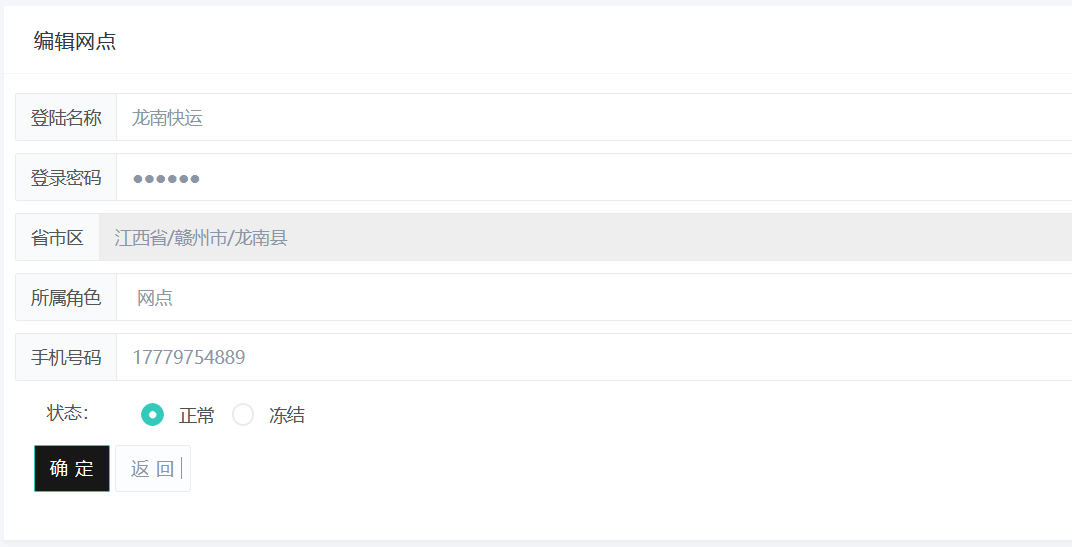 编辑网点
登陆名称 龙南快运
登录密码 ●●●●●●
省市区 江西省/赣州市/龙南县
所属角色 网点
手机号码 17779754889
状态： 正常 冻结
确 定 返 回